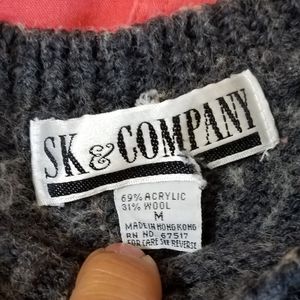 SK & COMPANY
69% ACRYLIC
31% WOOL
M
MADE IN HONG KONG
RN NO. 67517
FOR CARE SEE REVERSE